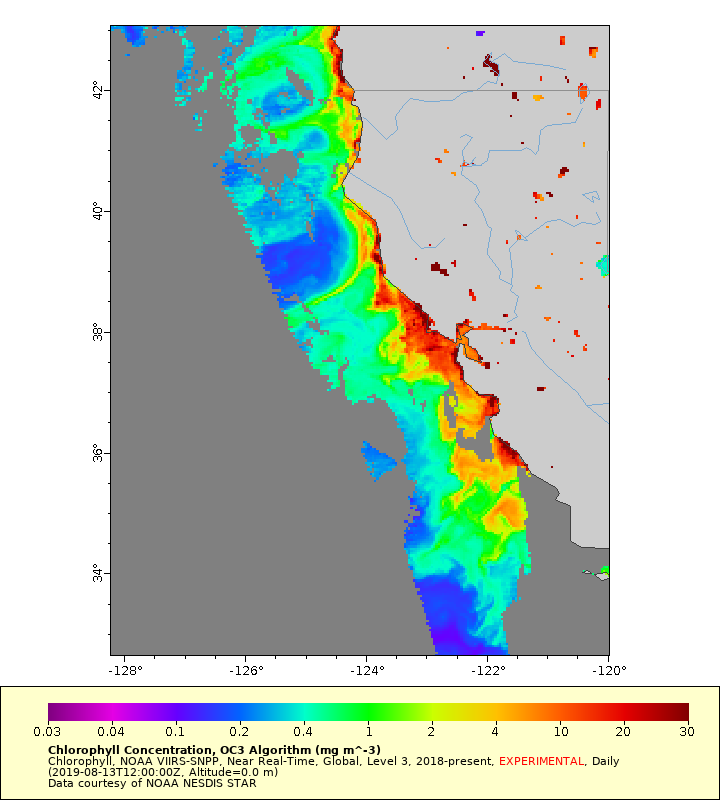 42°
40°
38°
36°
34°
-128° -126° -124° -122° -120°
0.03 0.04 0.1 0.2 0.4 1 2 4 10 20 30
Chlorophyll Concentration, OC3 Algorithm (mg m^-3)
Chlorophyll, NOAA VIIRS-SNPP, Near Real-Time, Global, Level 3, 2018-present, EXPERIMENTAL, Daily
(2019-08-13T12:00:00Z, Altitude=0.0 m)
Data courtesy of NOAA NESDIS STAR